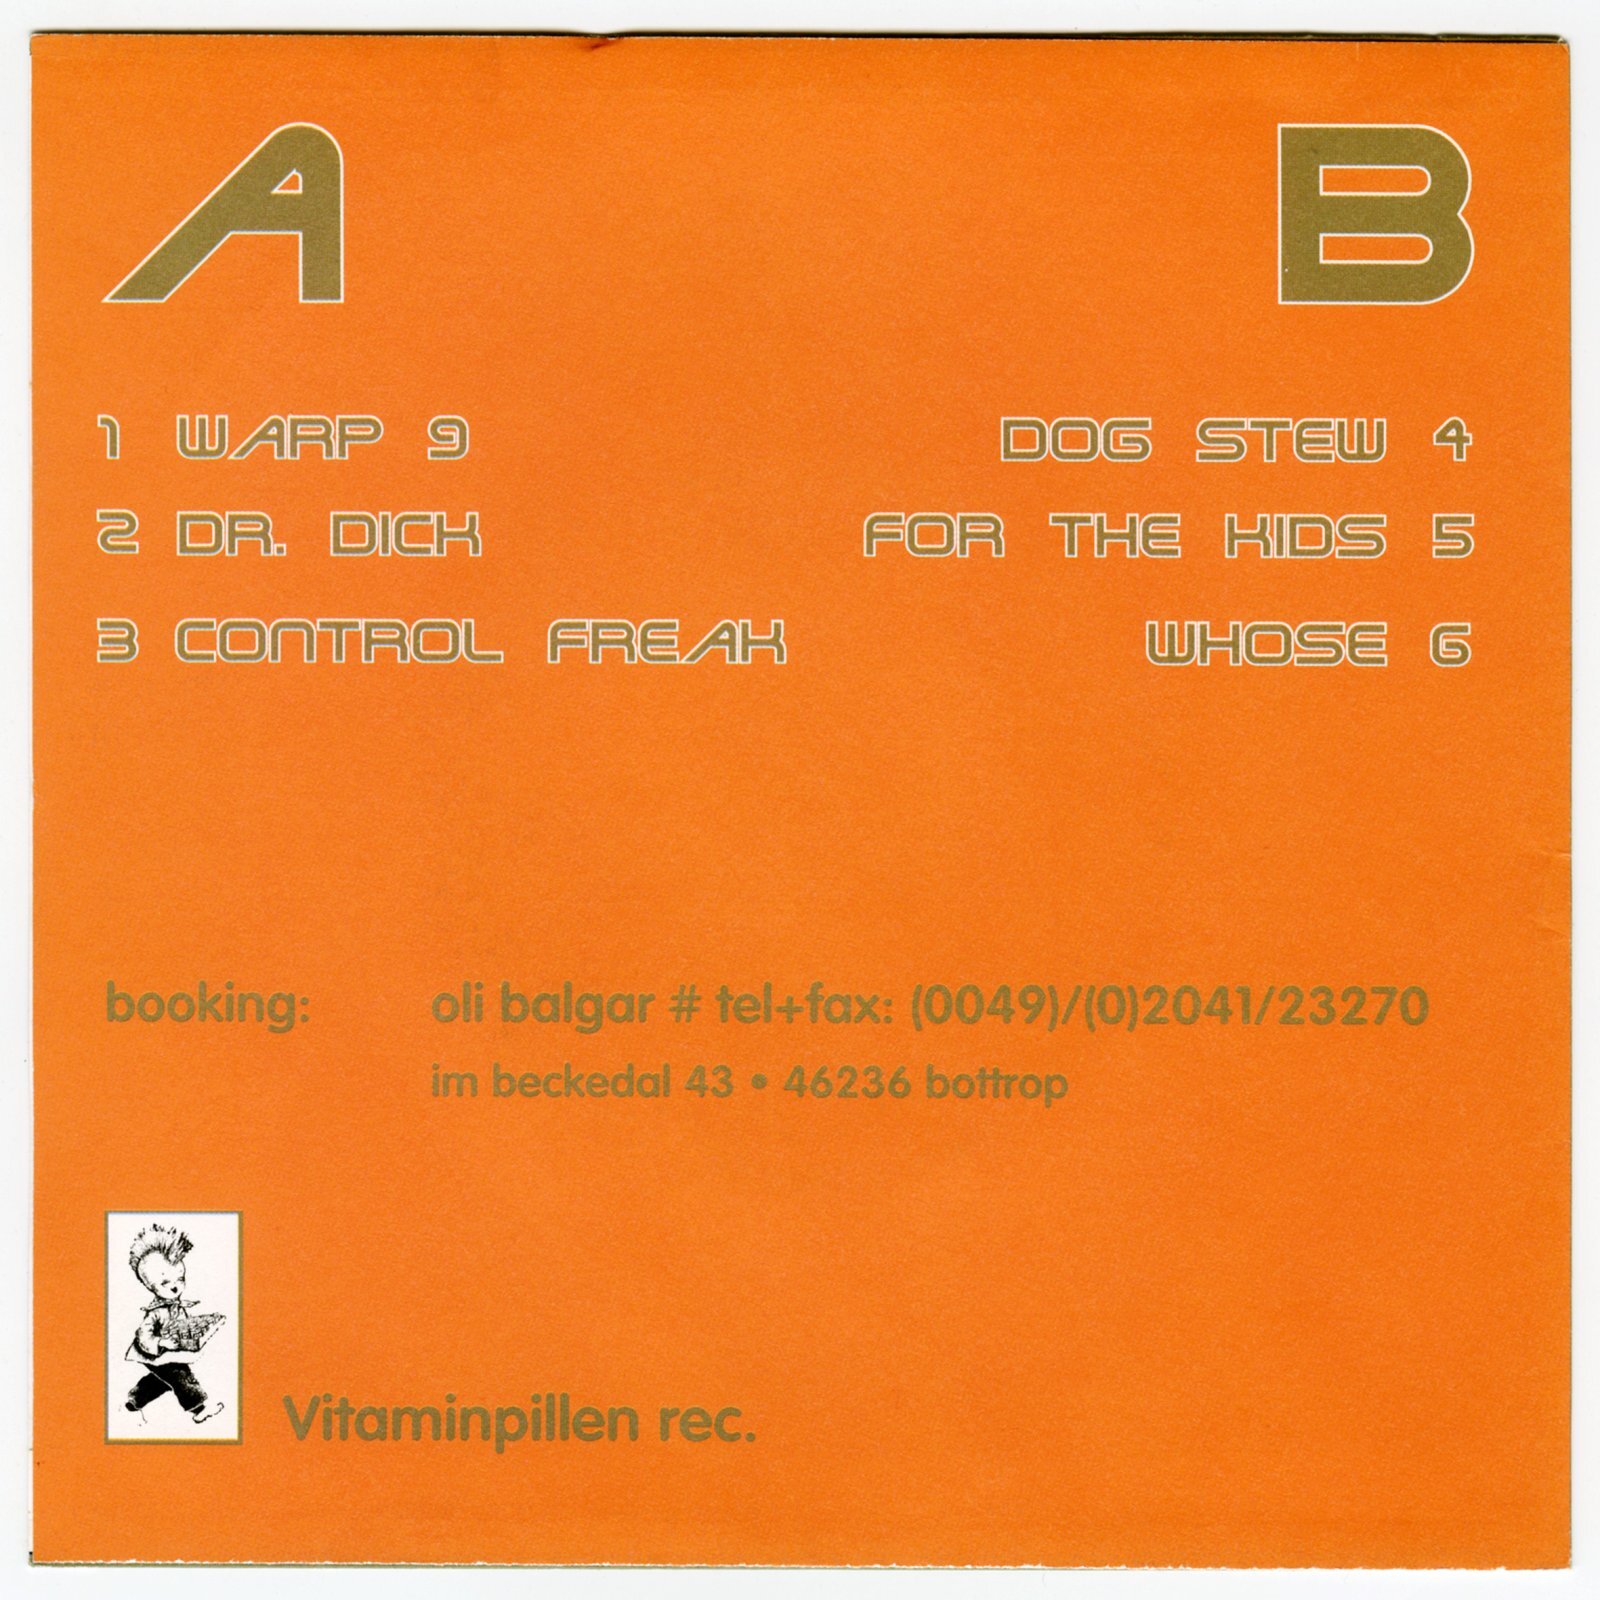 A
B
1 WARP 9
2 DR. DICK
3 CONTROL FREAK
DOG STEW 4
FOR THE KIDS 5
WHOSE 6
booking: oli balgar # tel+fax: (0049)/(0)2041/23270
im beckedal 43 • 46236 bottrop
Vitaminpillen rec.